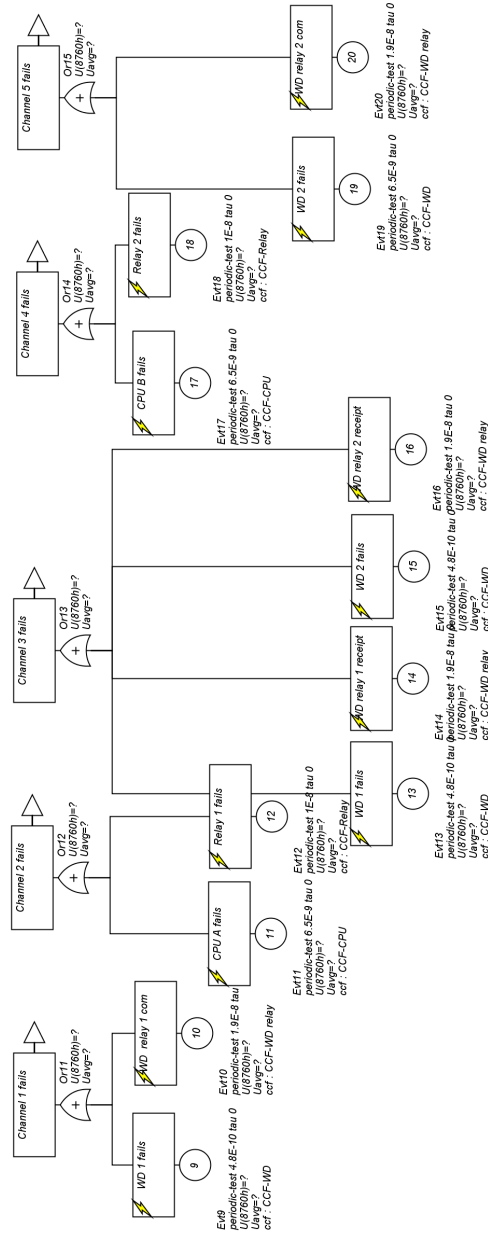 Channel 1 fails
Or11
U(8760h)=?
Uavg=?
+
WD 1 fails
9
Evt9
periodic-test 4.8E-10 tau 0
U(8760h)=?
Uavg=?
ccf : CCF-WD
WD relay 1 com
10
Evt10
periodic-test 1.9E-8 tau
U(8760h)=?
Uavg=?
ccf : CCF-WD relay
Channel 2 fails
Or12
U(8760h)=?
Uavg=?
+
CPU A fails
11
Evt11
periodic-test 6.5E-9 tau 0
U(8760h)=?
Uavg=?
ccf : CCF-CPU
Relay 1 fails
12
Evt12
periodic-test 1E-8 tau 0
U(8760h)=?
Uavg=?
ccf : CCF-Relay
Channel 3 fails
Or13
U(8760h)=?
Uavg=?
+
WD 1 fails
13
Evt13
periodic-test 4.8E-10 tau
U(8760h)=?
Uavg=?
ccf : CCF-WD
WD relay 1 receipt
14
Evt14
periodic-test 1.9E-8 tau
U(8760h)=?
Uavg=?
ccf : CCF-WD relay
WD 2 fails
15
Evt15
periodic-test 4.8E-10 tau
U(8760h)=?
Uavg=?
ccf : CCF-WD
WD relay 2 receipt
16
Evt16
periodic-test 1.9E-8 tau 0
U(8760h)=?
Uavg=?
ccf : CCF-WD relay
Channel 4 fails
Or14
U(8760h)=?
Uavg=?
+
CPU B fails
17
Evt17
periodic-test 6.5E-9 tau 0
U(8760h)=?
Uavg=?
ccf : CCF-CPU
Relay 2 fails
18
Evt18
periodic-test 1E-8 tau 0
U(8760h)=?
Uavg=?
ccf : CCF-Relay
Channel 5 fails
Or15
U(8760h)=?
Uavg=?
+
WD 2 fails
19
Evt19
periodic-test 6.5E-9 tau 0
U(8760h)=?
Uavg=?
ccf : CCF-WD
WD relay 2 com
20
Evt20
periodic-test 1.9E-8 tau 0
U(8760h)=?
Uavg=?
ccf : CCF-WD relay